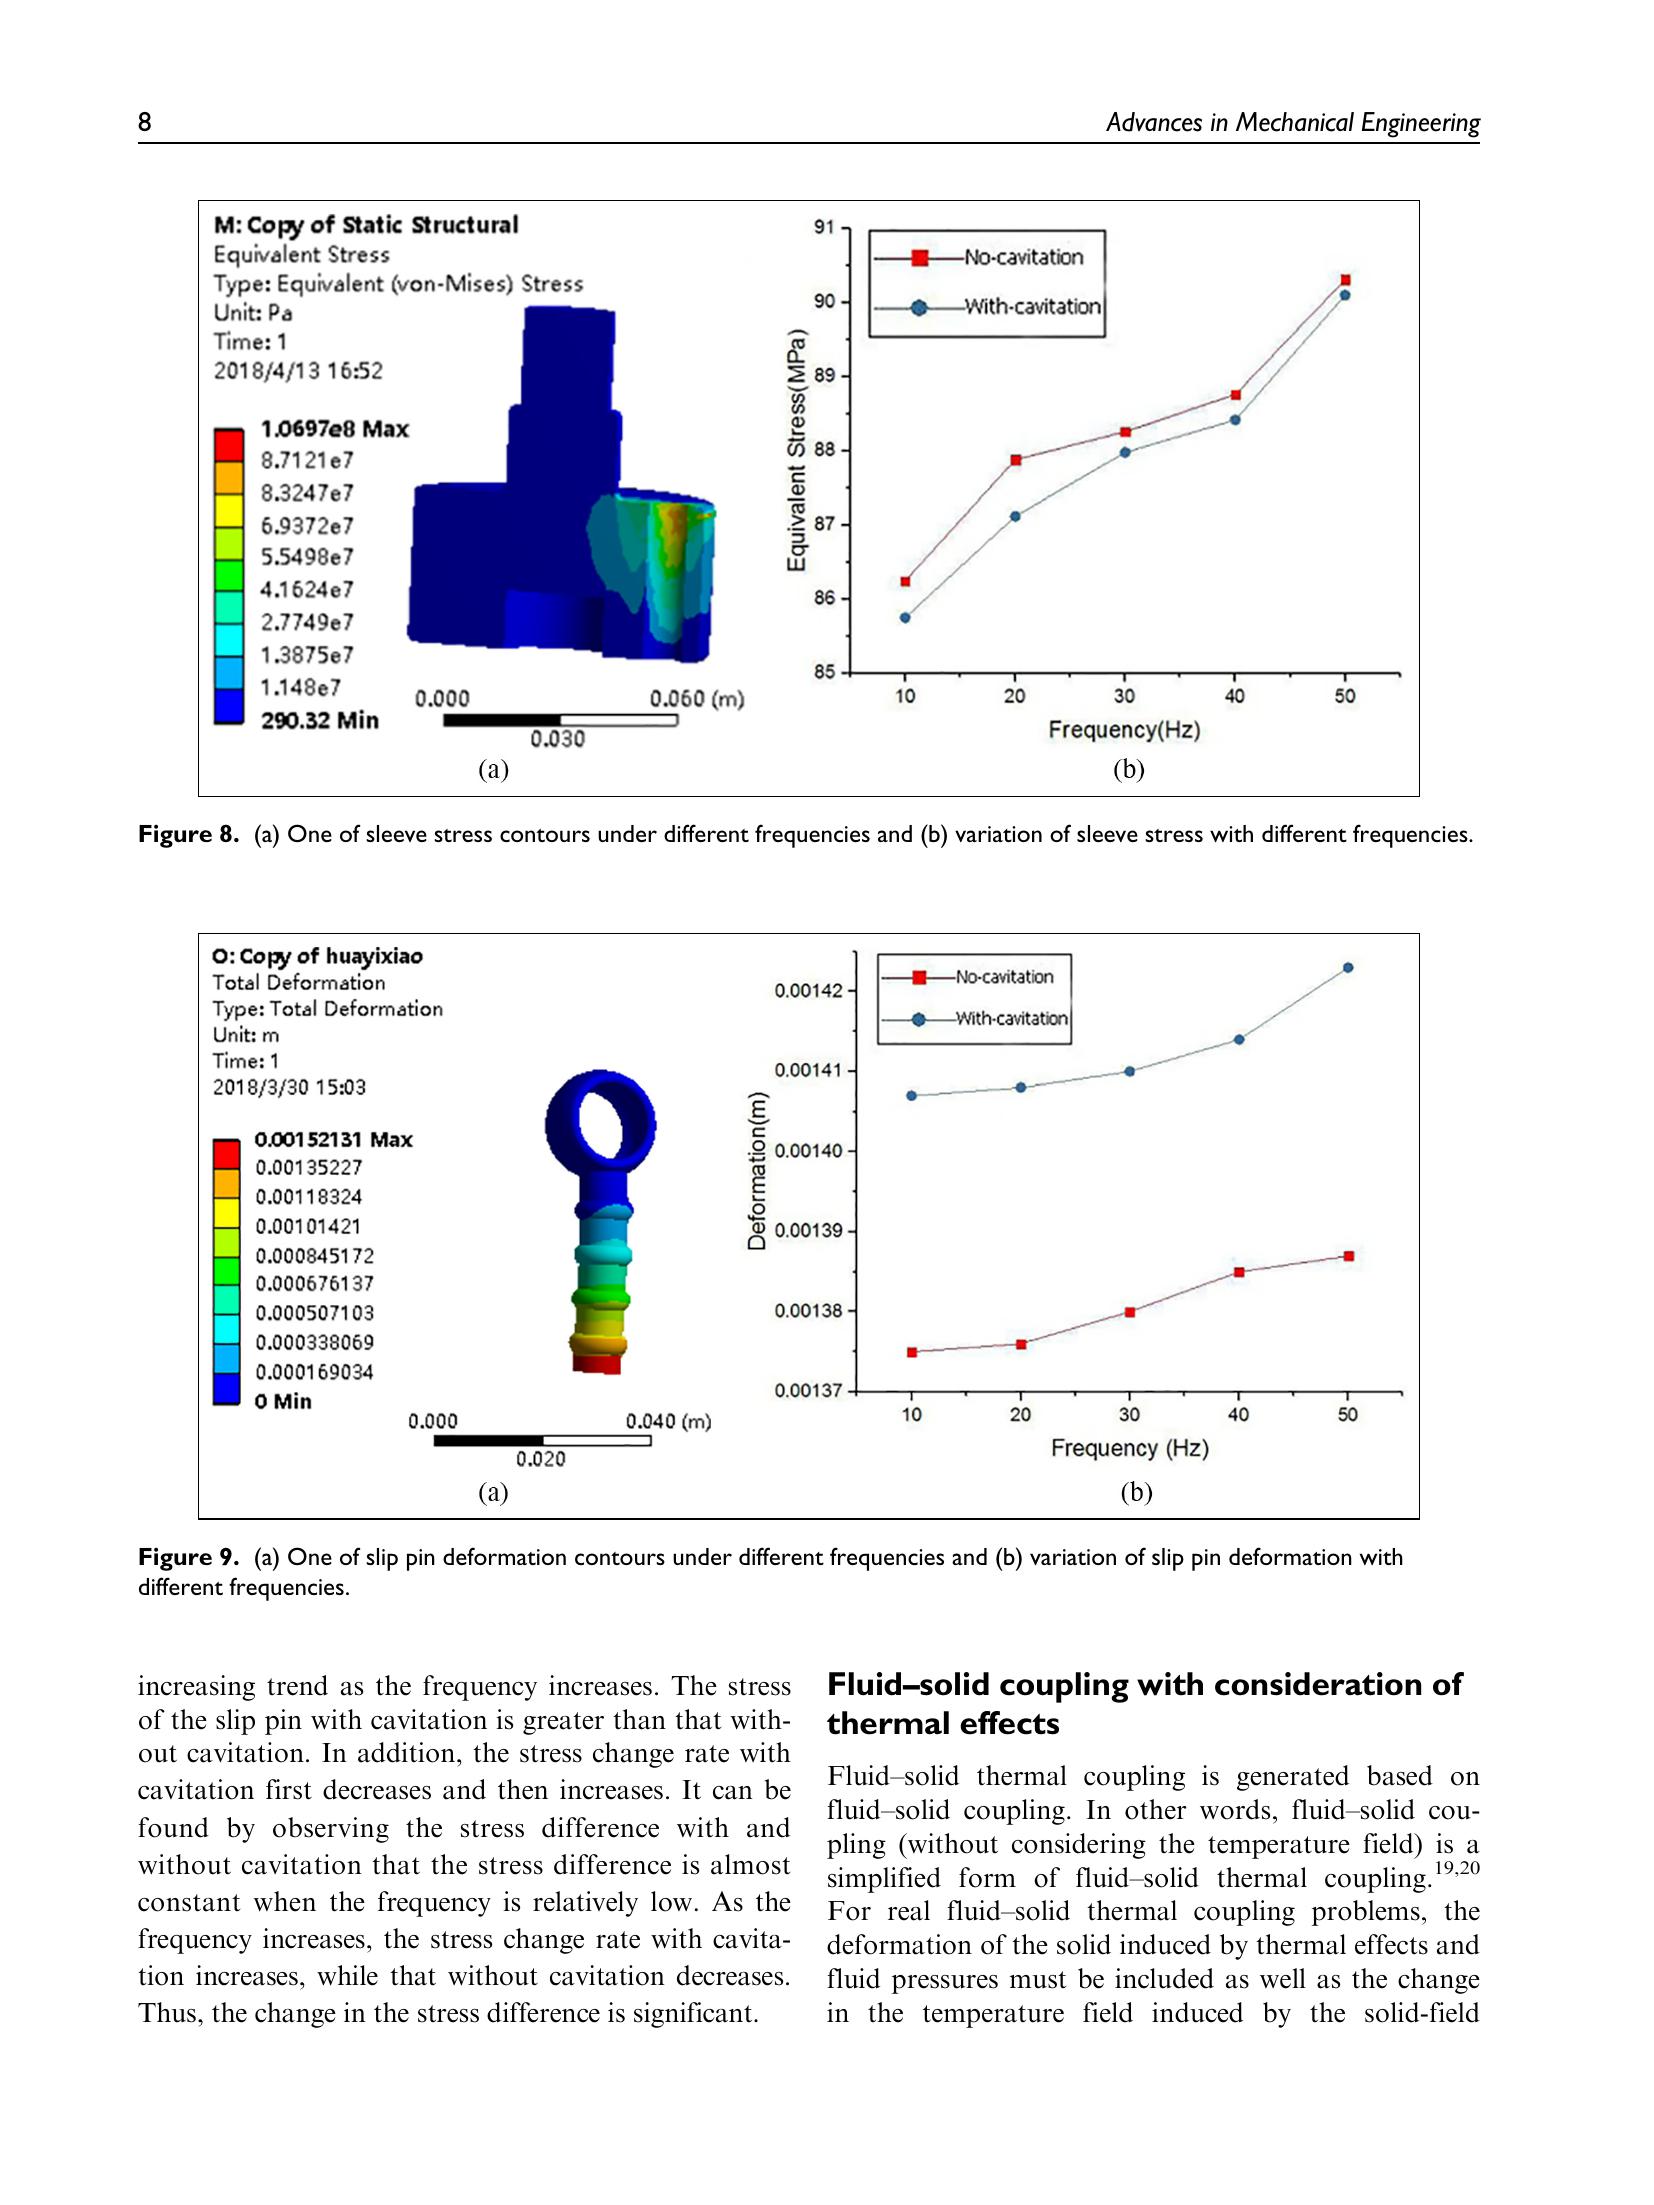 8
Advances in Mechanical Engineering
M: Copy of Static Structural
Equivalent Stress
Type: Equivalent (von-Mises) Stress
Unit: Pa
Time: 1
2018/4/13 16:52
1.0697e8 Max
8.7121e7
8.3247e7
6.9372e7
5.5498e7
4.1624e7
2.7749e7
1.3875e7
1.148e7
290.32 Min
0.000
0.060 (m)
0.030
(a)
91
90
89
88
87
86
85
Equivalent Stress(MPa)
No-cavitation
With-cavitation
10
20
30
40
50
Frequency(Hz)
(b)
Figure 8. (a) One of sleeve stress contours under different frequencies and (b) variation of sleeve stress with different frequencies.
O: Copy of huayixiao
Total Deformation
Type: Total Deformation
Unit: m
Time: 1
2018/3/30 15:03
0.00152131 Max
0.00135227
0.00118324
0.00101421
0.000845172
0.000676137
0.000507103
0.000338069
0.000169034
0 Min
0.000
0.040 (m)
0.020
(a)
0.00142
0.00141
0.00140
0.00139
0.00138
0.00137
Deformation(m)
No-cavitation
With-cavitation
10
20
30
40
50
Frequency (Hz)
(b)
Figure 9. (a) One of slip pin deformation contours under different frequencies and (b) variation of slip pin deformation with
different frequencies.
increasing trend as the frequency increases. The stress
of the slip pin with cavitation is greater than that with-
out cavitation. In addition, the stress change rate with
cavitation first decreases and then increases. It can be
found by observing the stress difference with and
without cavitation that the stress difference is almost
constant when the frequency is relatively low. As the
frequency increases, the stress change rate with cavita-
tion increases, while that without cavitation decreases.
Thus, the change in the stress difference is significant.
Fluid–solid coupling with consideration of
thermal effects
Fluid–solid thermal coupling is generated based on
fluid–solid coupling. In other words, fluid–solid cou-
pling (without considering the temperature field) is a
simplified form of fluid–solid thermal coupling.19,20
For real fluid–solid thermal coupling problems, the
deformation of the solid induced by thermal effects and
fluid pressures must be included as well as the change
in the temperature field induced by the solid-field